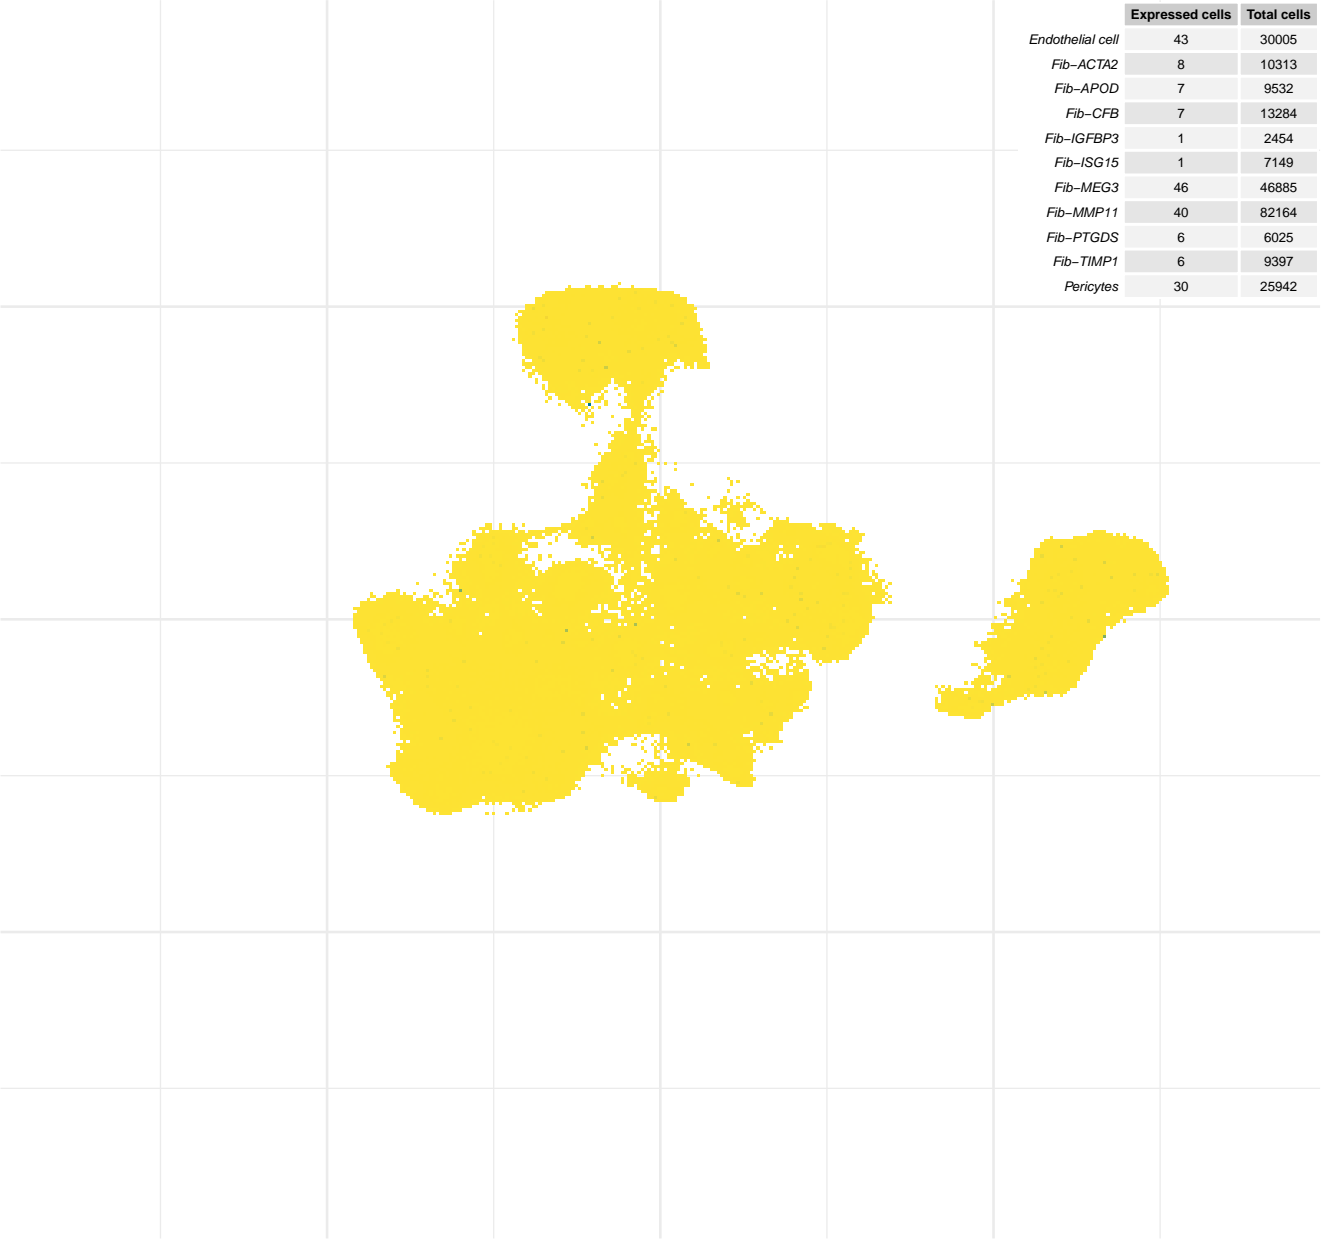 Expressed cells Total cells
Endothelial cell 43 30005
Fib−ACTA2 8 10313
Fib−APOD 7 9532
Fib−CFB 7 13284
Fib−IGFBP3 1 2454
Fib−ISG15 1 7149
Fib−MEG3 46 46885
Fib−MMP11 40 82164
Fib−PTGDS 6 6025
Fib−TIMP1 6 9397
Pericytes 30 25942